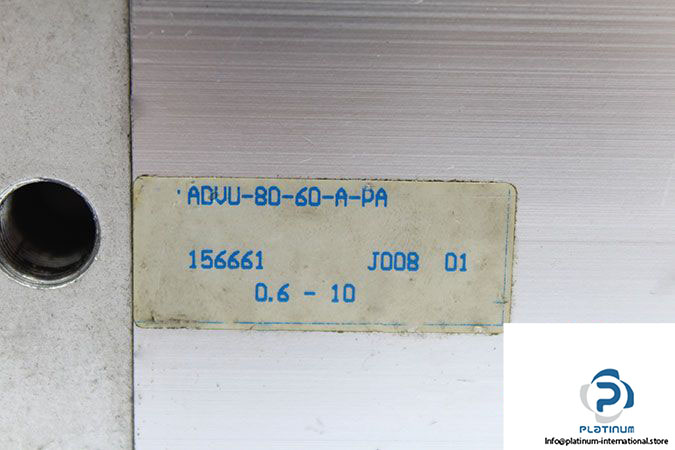 ADVU-80-60-A-PA
156661 J008 01
0.6 - 10
PLATINUM
Info@platinum-international.store